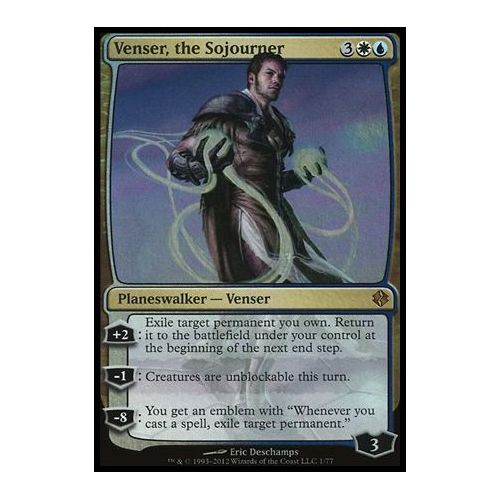 Venser, the Sojourner 3
Planeswalker — Venser
Exile target permanent you own. Return
+2: it to the battlefield under your control at
the beginning of the next end step.
-1: Creatures are unblockable this turn.
-8: You get an emblem with “Whenever you
cast a spell, exile target permanent.”
3
Eric Deschamps
™ & © 1993–2012 Wizards of the Coast LLC 1/77